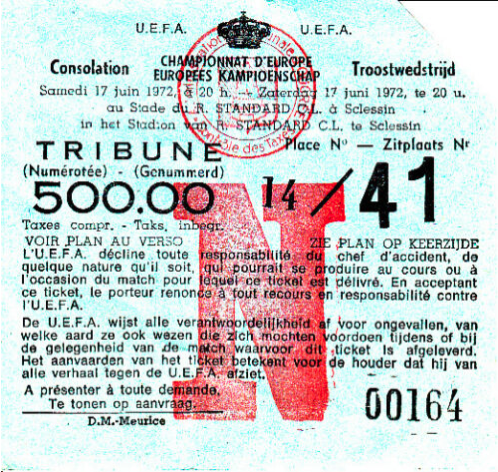 U.E.F.A. U.E.F.A.
Consolation CHAMPIONNAT D'EUROPE Troostwedstrijd
EUROPEES KAMPIOENSCHAP
Samedi 17 juin 1972, à 20 h. — Zaterdag 17 juni 1972, te 20 u.
au Stade du R. STANDARD C.L. à Sclessin
in het Stadion van R. STANDARD C.L. te Sclessin
TRIBUNE Place No — Zitplaats Nr
(Numérotée) - (Genummerd)
500.00 14 / 41
Taxes compr. - Taks. inbegr.
VOIR PLAN AU VERSO ZIE PLAN OP KEERZIJDE
L'U.E.F.A. décline toute responsabilité du chef d'accident, de
quelque nature qu'il soit, qui pourrait se produire au cours ou à
l'occasion du match pour lequel ce ticket est délivré. En acceptant
ce ticket, le porteur renonce à tout recours en responsabilité contre
l'U.E.F.A.
De U.E.F.A. wijst alle verantwoordelijkheid af voor ongevallen, van
welke aard ze ook wezen die zich mochten voordoen tijdens of bij
de gelegenheid van de match waarvoor dit ticket is afgeleverd.
Het aanvaarden van het ticket betekent voor de houder dat hij van
alle verhaal tegen de U.E.F.A. afziet.
A présenter à toute demande.
Te tonen op aanvraag.
D.M.-Meurice
00164
N